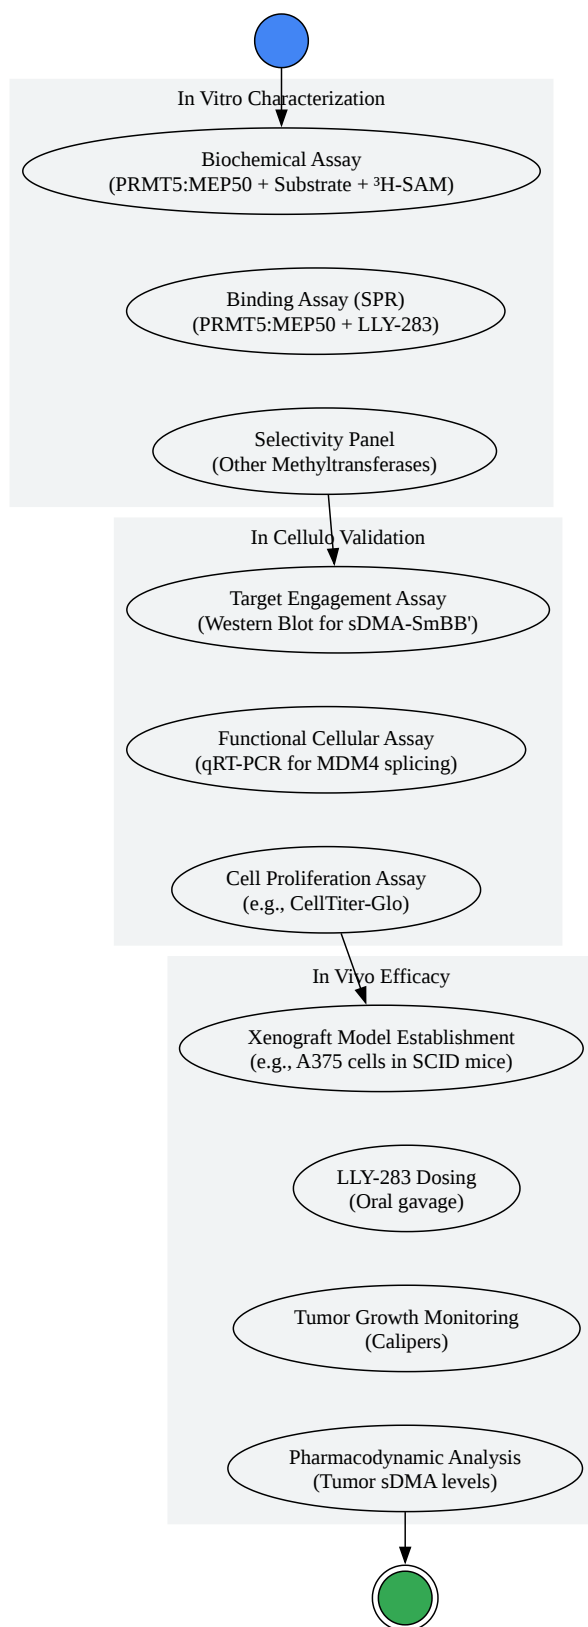 In Vitro Characterization
Biochemical Assay
(PRMT5:MEP50 + Substrate + ³H-SAM)
Binding Assay (SPR)
(PRMT5:MEP50 + LLY-283)
Selectivity Panel
(Other Methyltransferases)
In Cellulo Validation
Target Engagement Assay
(Western Blot for sDMA-SmBB')
Functional Cellular Assay
(qRT-PCR for MDM4 splicing)
Cell Proliferation Assay
(e.g., CellTiter-Glo)
In Vivo Efficacy
Xenograft Model Establishment
(e.g., A375 cells in SCID mice)
LLY-283 Dosing
(Oral gavage)
Tumor Growth Monitoring
(Calipers)
Pharmacodynamic Analysis
(Tumor sDMA levels)